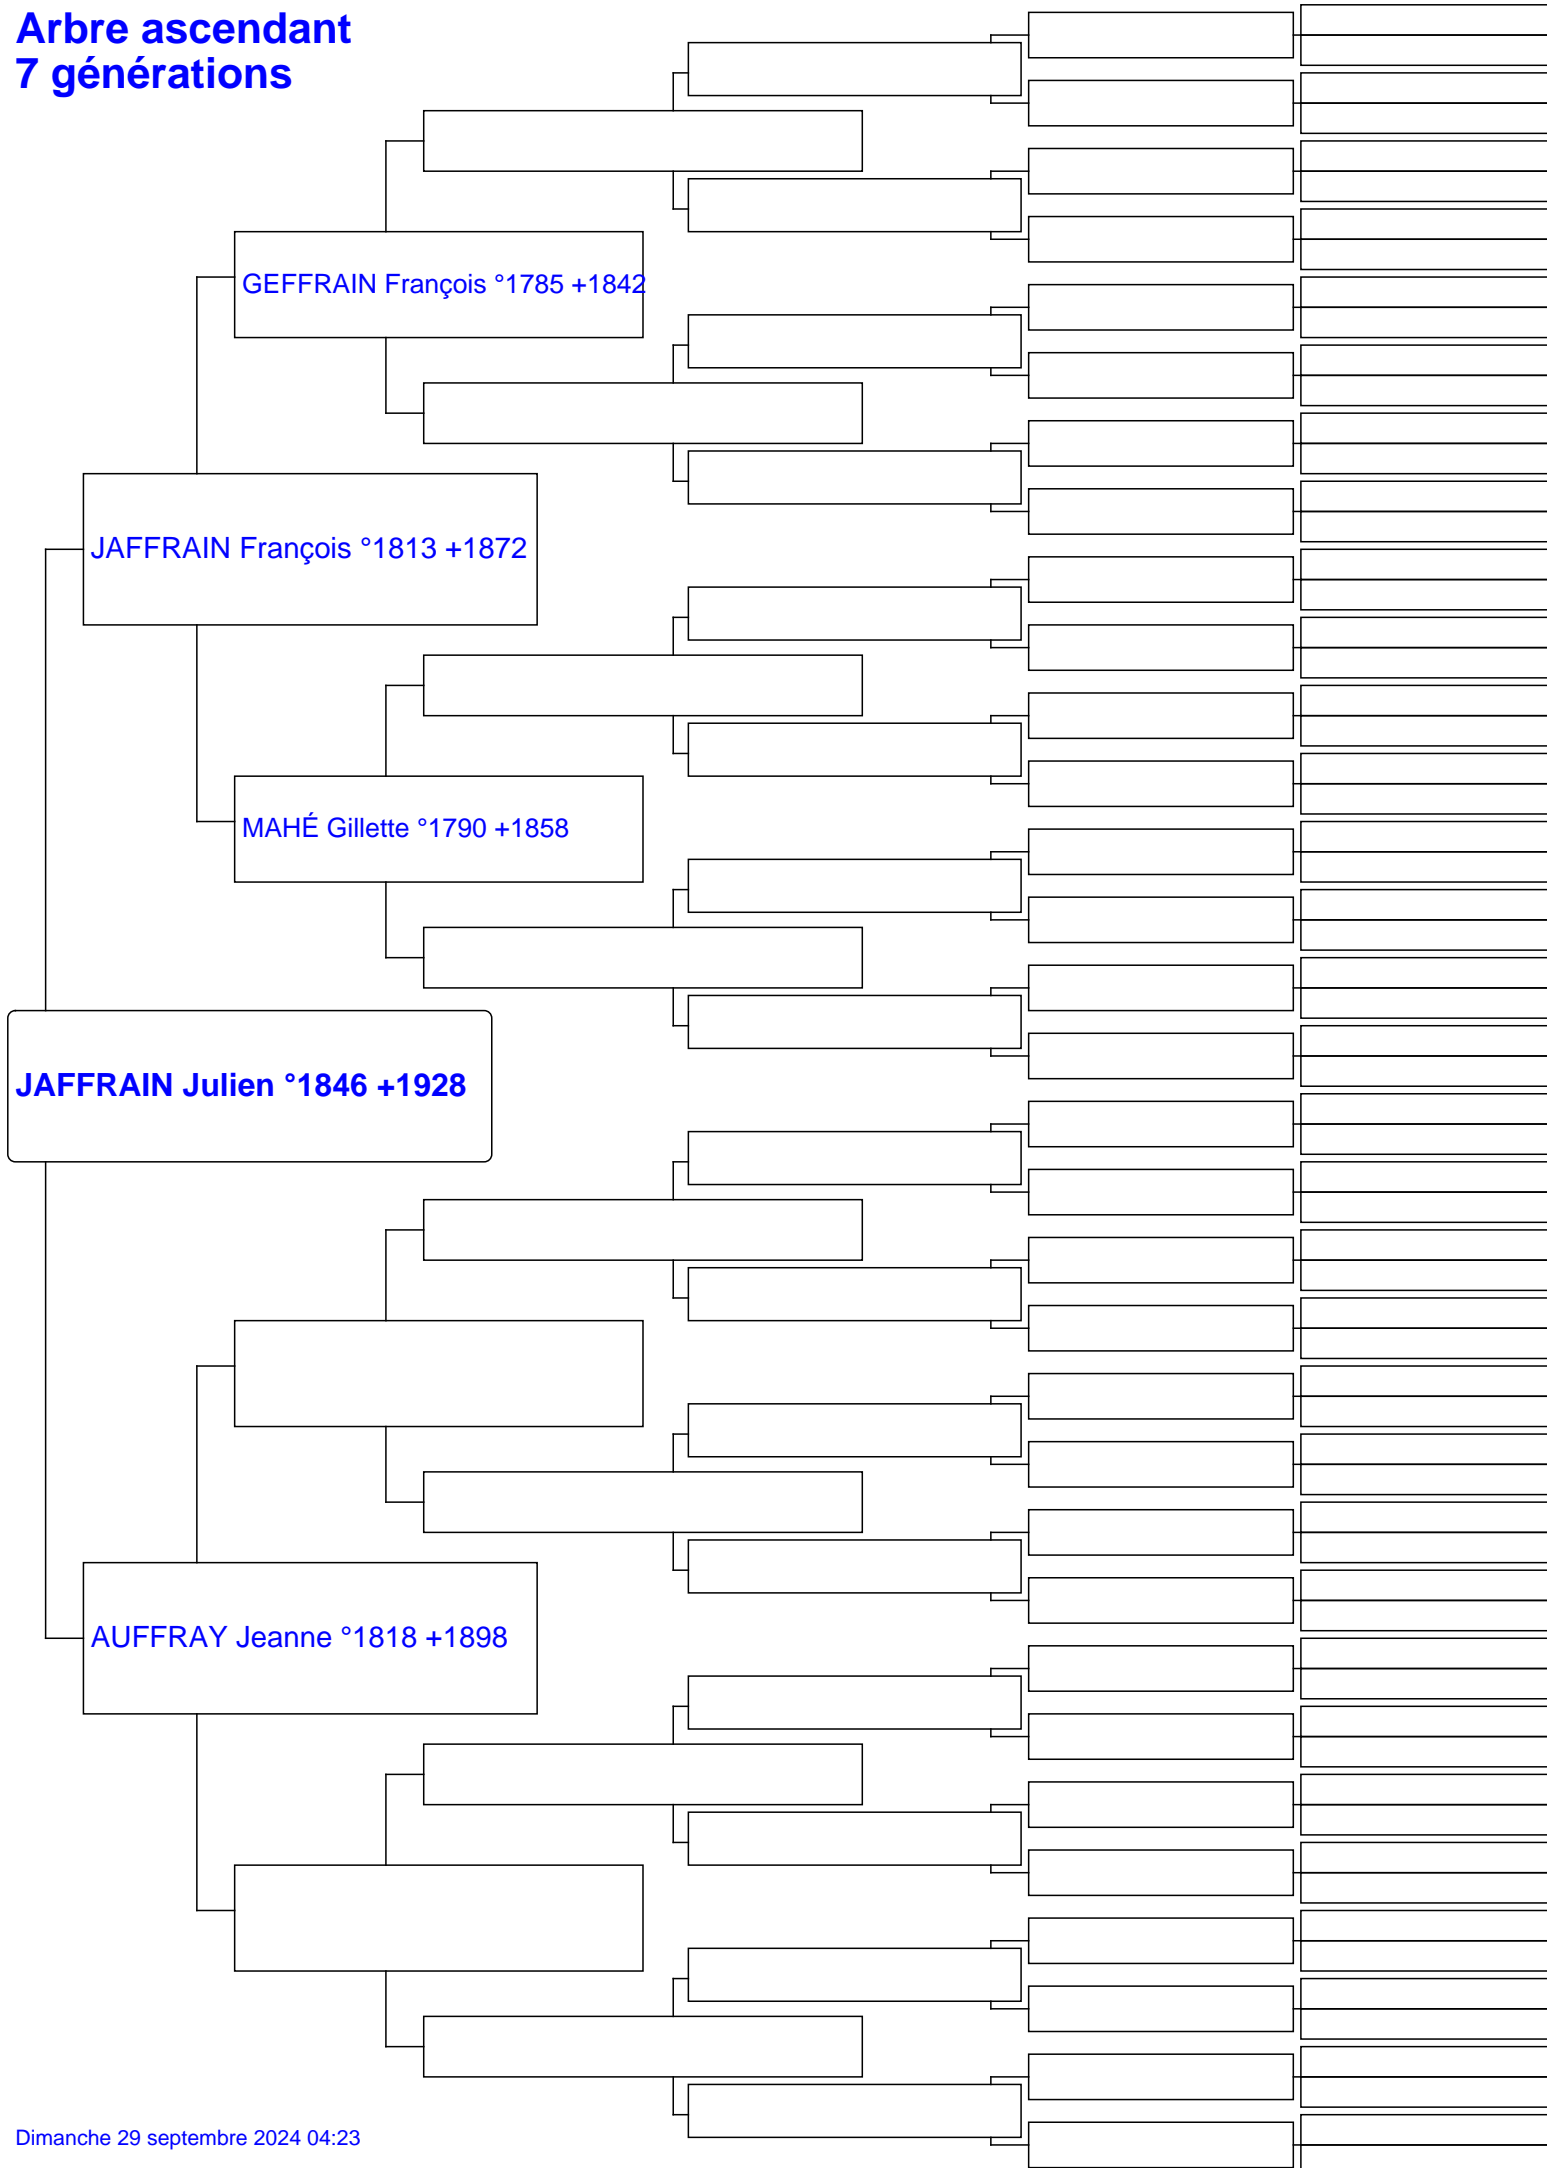 Arbre ascendant
7 générations
GEFFRAIN François °1785 +1842
JAFFRAIN François °1813 +1872
MAHÉ Gillette °1790 +1858
JAFFRAIN Julien °1846 +1928
AUFFRAY Jeanne °1818 +1898
Dimanche 29 septembre 2024 04:23